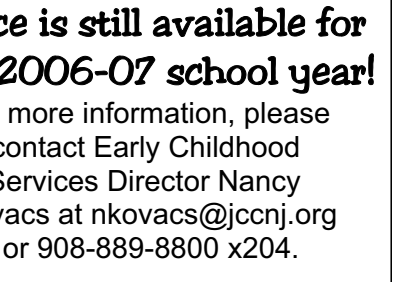 ce is still available for
2006-07 school year!
more information, please
contact Early Childhood
Services Director Nancy
vacs at nkovacs@jccnj.org
or 908-889-8800 x204.